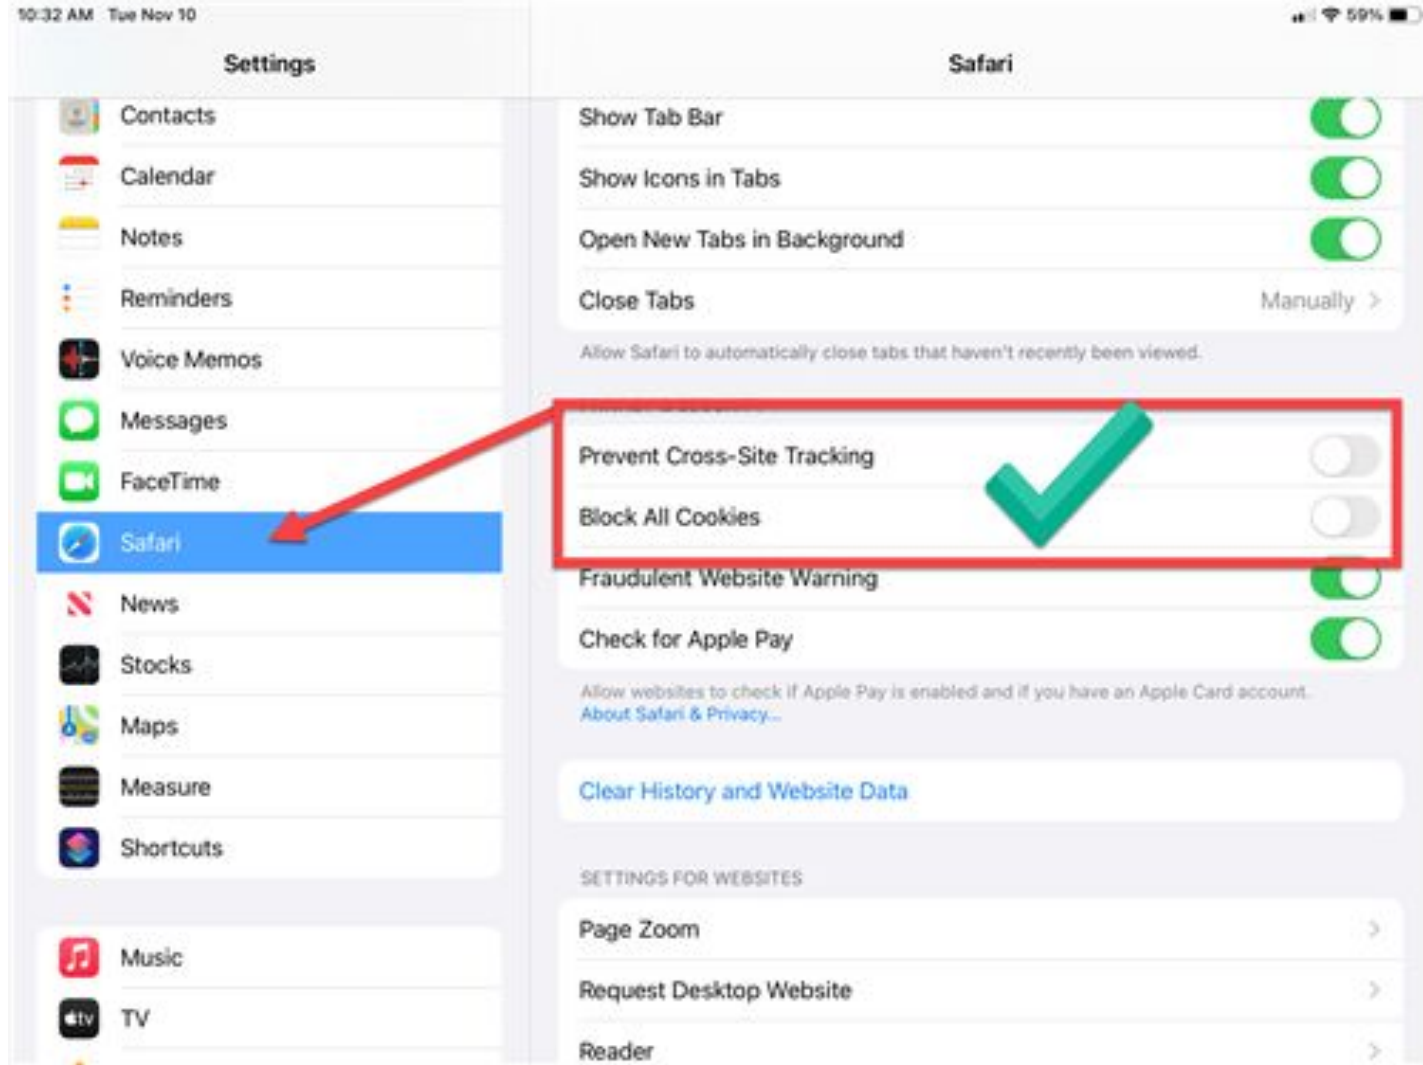 10:32 AM Tue Nov 10
59%
Settings
Contacts
Calendar
Notes
Reminders
Voice Memos
Messages
FaceTime
Safari
News
Stocks
Maps
Measure
Shortcuts
Music
tv TV
Safari
Show Tab Bar
Show Icons in Tabs
Open New Tabs in Background
Close Tabs Manually >
Allow Safari to automatically close tabs that haven't recently been viewed.
Prevent Cross-Site Tracking
Block All Cookies
Fraudulent Website Warning
Check for Apple Pay
Allow websites to check if Apple Pay is enabled and if you have an Apple Card account.
About Safari & Privacy...
Clear History and Website Data
SETTINGS FOR WEBSITES
Page Zoom >
Request Desktop Website >
Reader >